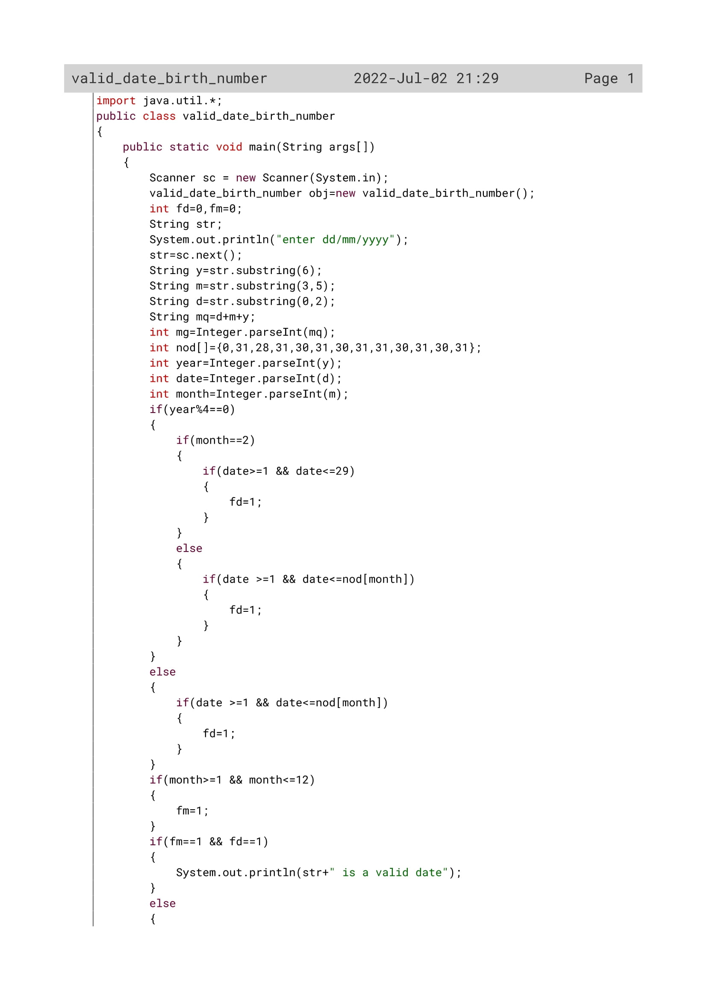 valid_date_birth_number 2022-Jul-02 21:29 Page 1
import java.util.*;
public class valid_date_birth_number
{
    public static void main(String args[])
    {
        Scanner sc = new Scanner(System.in);
        valid_date_birth_number obj=new valid_date_birth_number();
        int fd=0,fm=0;
        String str;
        System.out.println("enter dd/mm/yyyy");
        str=sc.next();
        String y=str.substring(6);
        String m=str.substring(3,5);
        String d=str.substring(0,2);
        String mq=d+m+y;
        int mg=Integer.parseInt(mq);
        int nod[]={0,31,28,31,30,31,30,31,31,30,31,30,31};
        int year=Integer.parseInt(y);
        int date=Integer.parseInt(d);
        int month=Integer.parseInt(m);
        if(year%4==0)
        {
            if(month==2)
            {
                if(date>=1 && date<=29)
                {
                    fd=1;
                }
            }
            else
            {
                if(date >=1 && date<=nod[month])
                {
                    fd=1;
                }
            }
        }
        else
        {
            if(date >=1 && date<=nod[month])
            {
                fd=1;
            }
        }
        if(month>=1 && month<=12)
        {
            fm=1;
        }
        if(fm==1 && fd==1)
        {
            System.out.println(str+" is a valid date");
        }
        else
        {